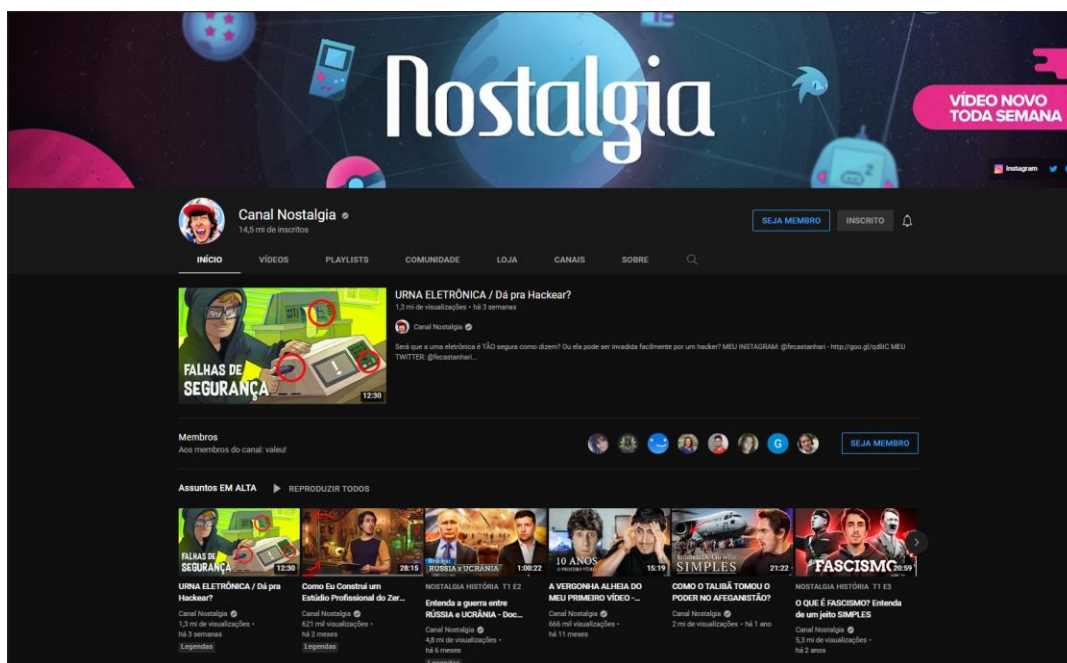 Nostalgia
VÍDEO NOVO
TODA SEMANA
Instagram
Canal Nostalgia
14,5 mi de inscritos
SEJA MEMBRO
INSCRITO
INÍCIO
VÍDEOS
PLAYLISTS
COMUNIDADE
LOJA
CANAIS
SOBRE
FALHAS DE
SEGURANÇA
12:30
URNA ELETRÔNICA / Dá pra Hackear?
1,3 mi de visualizações • há 3 semanas
Canal Nostalgia
Será que a uma eletrônica é TÃO segura como dizem? Ou ela pode ser invadida facilmente por um hacker? MEU INSTAGRAM: @fecastanhari - http://goo.gl/qd8iC MEU
TWITTER: @fecastanhari...
Membros
Aos membros do canal: valeu!
G
SEJA MEMBRO
Assuntos EM ALTA
REPRODUZIR TODOS
FALHAS DE
SEGURANÇA
12:30
URNA ELETRÔNICA / Dá pra
Hackear?
Canal Nostalgia
1,3 mi de visualizações •
há 3 semanas
Legendas
28:15
Como Eu Construi um
Estúdio Profissional do Zer...
Canal Nostalgia
621 mil visualizações •
há 2 meses
Legendas
RÚSSIA e UCRÂNIA
1:00:22
NOSTALGIA HISTÓRIA T1 E2
Entenda a guerra entre
RÚSSIA e UCRÂNIA - Doc...
Canal Nostalgia
4,8 mi de visualizações •
há 6 meses
Legendas
10 ANOS
O PRIMEIRO VÍDEO
15:19
A VERGONHA ALHEIA DO
MEU PRIMEIRO VÍDEO -...
Canal Nostalgia
666 mil visualizações •
há 11 meses
Entenda De Um Jeito
SIMPLES
21:22
COMO O TALIBÃ TOMOU O
PODER NO AFEGANISTÃO?
Canal Nostalgia
2 mi de visualizações • há 1 ano
FASCISMO
20:59
NOSTALGIA HISTÓRIA T1 E3
O QUE É FASCISMO? Entenda
de um jeito SIMPLES
Canal Nostalgia
5,3 mi de visualizações •
há 2 anos